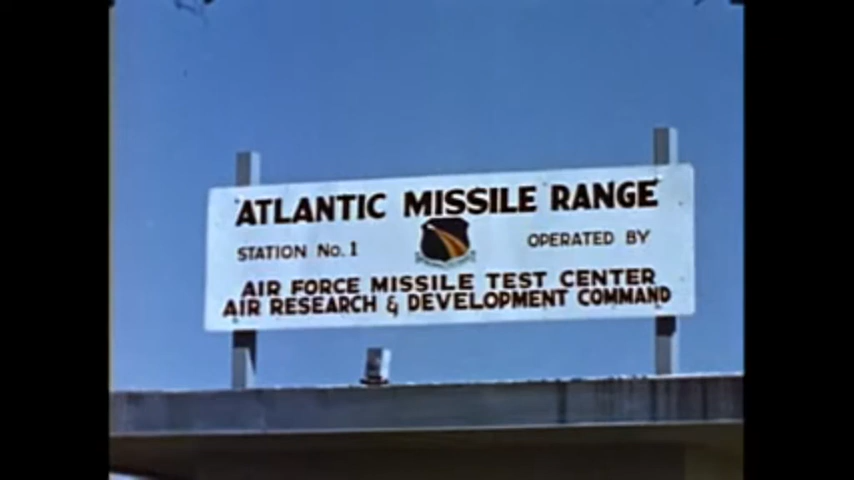 ATLANTIC MISSILE RANGE
STATION No. 1
OPERATED BY
AIR FORCE MISSILE TEST CENTER
AIR RESEARCH & DEVELOPMENT COMMAND